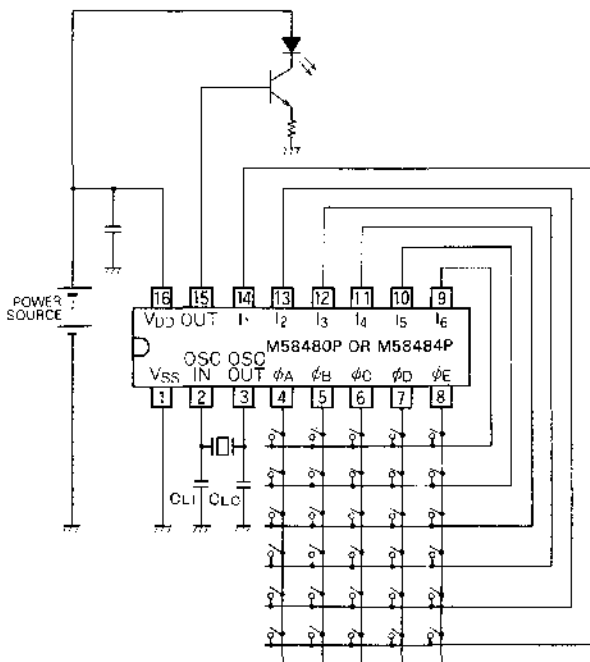 POWER
SOURCE
16 15 14 13 12 11 10 9
VDD OUT I1 I2 I3 I4 I5 I6
M58480P OR M58484P
OSC OSC
VSS IN OUT ϕA ϕB ϕC ϕD ϕE
1 2 3 4 5 6 7 8
CLI CLO